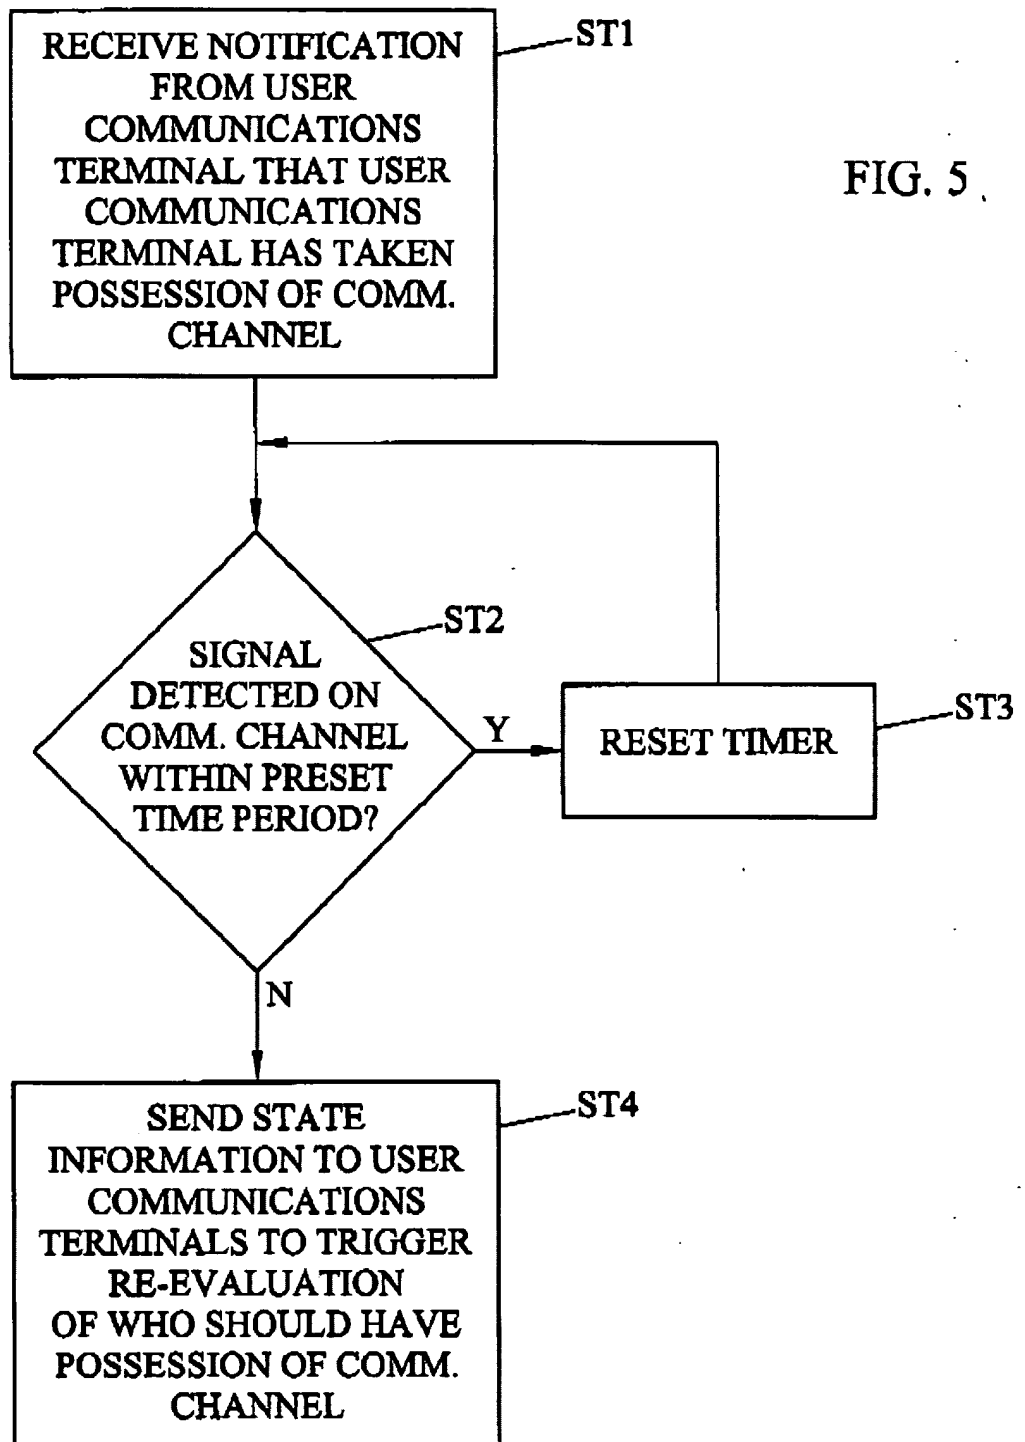 RECEIVE NOTIFICATION
FROM USER
COMMUNICATIONS
TERMINAL THAT USER
COMMUNICATIONS
TERMINAL HAS TAKEN
POSSESSION OF COMM.
CHANNEL
ST1
FIG. 5
SIGNAL
DETECTED ON
COMM. CHANNEL
WITHIN PRESET
TIME PERIOD?
ST2
Y
RESET TIMER
ST3
N
SEND STATE
INFORMATION TO USER
COMMUNICATIONS
TERMINALS TO TRIGGER
RE-EVALUATION
OF WHO SHOULD HAVE
POSSESSION OF COMM.
CHANNEL
ST4